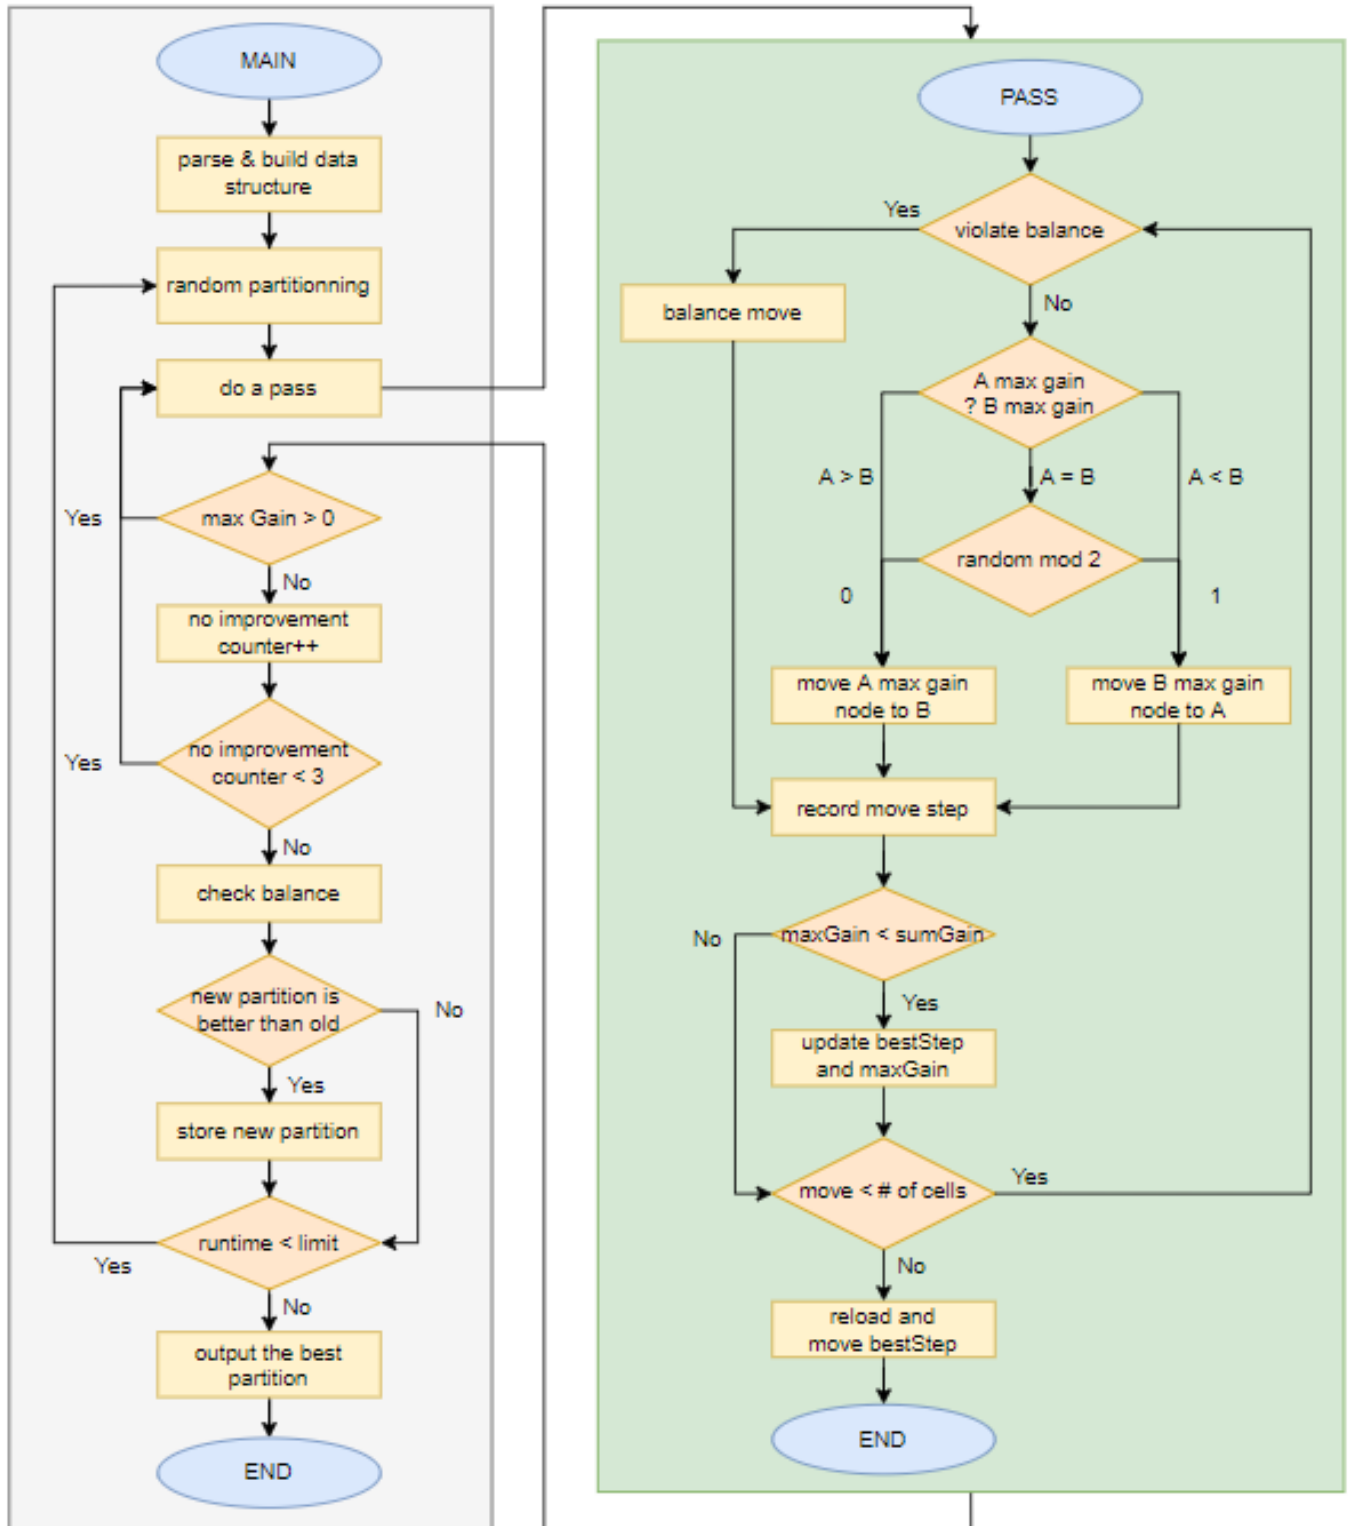 MAIN
parse & build data
structure
random partitionning
do a pass
max Gain > 0
Yes
No
no improvement
counter++
no improvement
counter < 3
Yes
No
check balance
new partition is
better than old
No
Yes
store new partition
runtime < limit
Yes
No
output the best
partition
END
PASS
violate balance
Yes
No
balance move
A max gain
? B max gain
A > B
A = B
A < B
random mod 2
0
1
move A max gain
node to B
move B max gain
node to A
record move step
maxGain < sumGain
No
Yes
update bestStep
and maxGain
move < # of cells
Yes
No
reload and
move bestStep
END